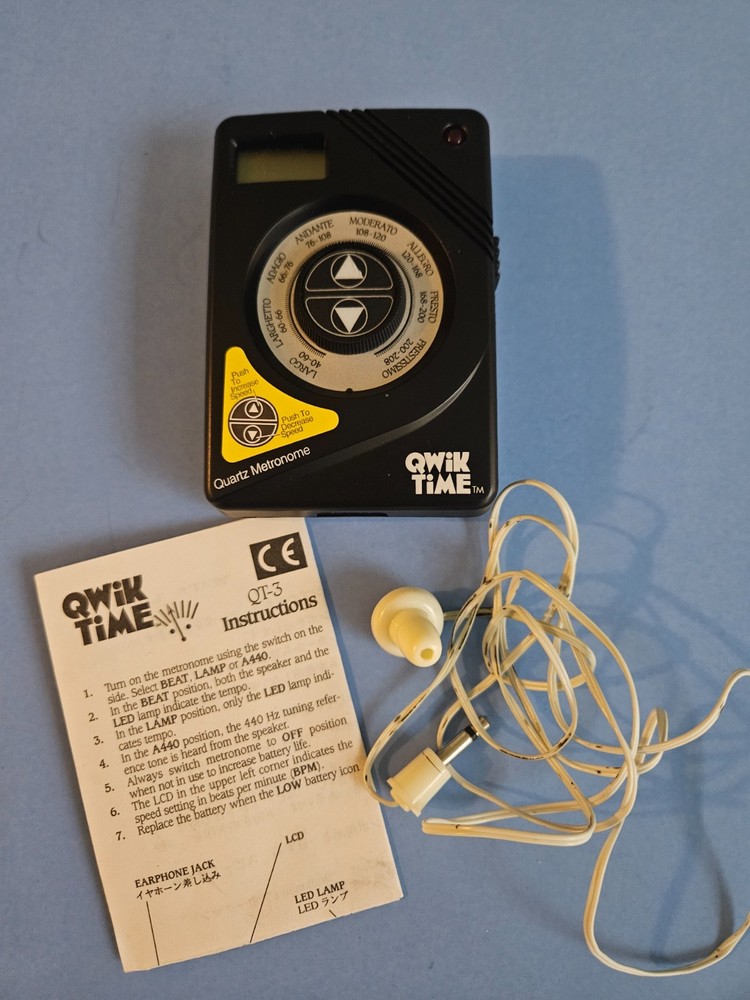 ANDANTE
76-108
MODERATO
108-120
ADAGIO
66-76
ALLEGRO
120-168
LARGHETTO
60-66
PRESTO
168-200
LARGO
40-60
PRESTISSIMO
200-208
Push
To
Increase
Speed
Push To
Decrease
Speed
Quartz Metronome
QWiK
TiME™
CE
QWiK
TiME
QT-3
Instructions
1. Turn on the metronome using the switch on the
side. Select BEAT, LAMP or A440.
2. In the BEAT position, both the speaker and the
LED lamp indicate the tempo.
3. In the LAMP position, only the LED lamp indi-
cates tempo.
4. In the A440 position, the 440 Hz tuning refer-
ence tone is heard from the speaker.
5. Always switch metronome to OFF position
when not in use to increase battery life.
6. The LCD in the upper left corner indicates the
speed setting in beats per minute (BPM).
7. Replace the battery when the LOW battery icon
LCD
EARPHONE JACK
イヤホーン差し込み
LED LAMP
LED ランプ